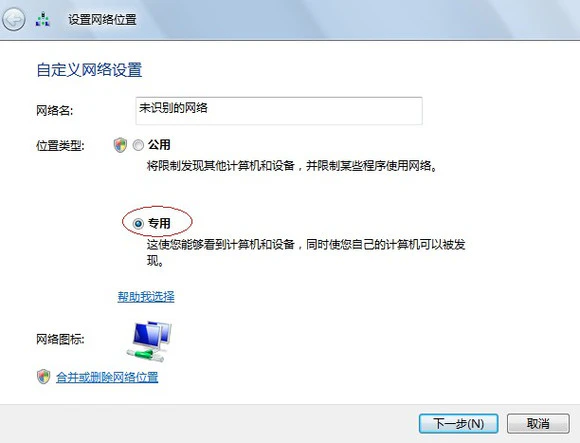 设置网络位置
自定义网络设置
网络名:
未识别的网络
位置类型:
公用
将限制发现其他计算机和设备，并限制某些程序使用网络。
专用
这使您能够看到计算机和设备，同时使您自己的计算机可以被发
现。
帮助我选择
网络图标:
合并或删除网络位置
下一步(N)
取消